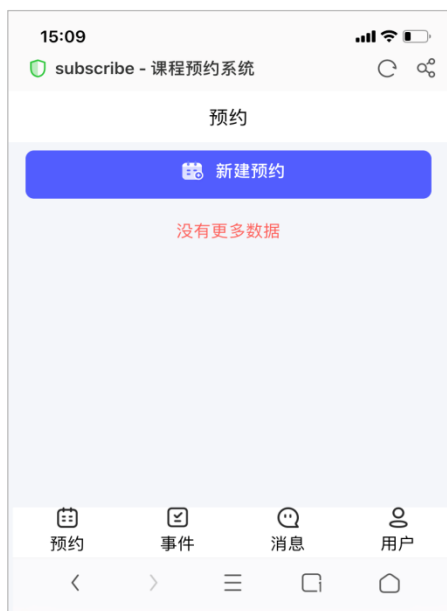 15:09
subscribe - 课程预约系统
预约
新建预约
没有更多数据
预约 事件 消息 用户